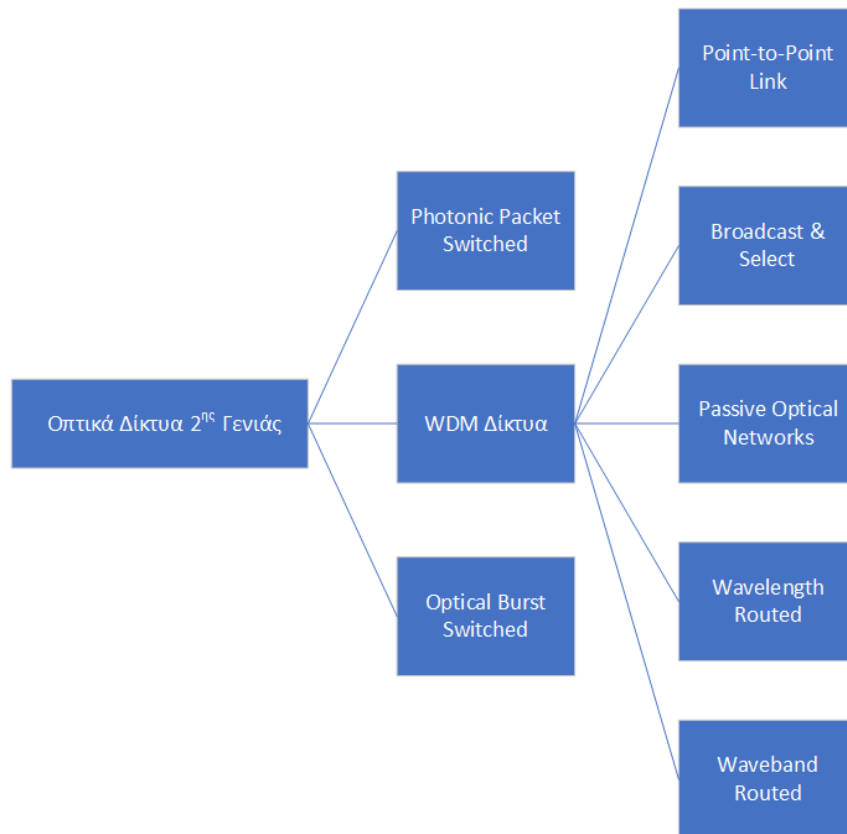 Οπτικά Δίκτυα 2ης Γενιάς
Photonic Packet
Switched
WDM Δίκτυα
Optical Burst
Switched
Point-to-Point
Link
Broadcast &
Select
Passive Optical
Networks
Wavelength
Routed
Waveband
Routed